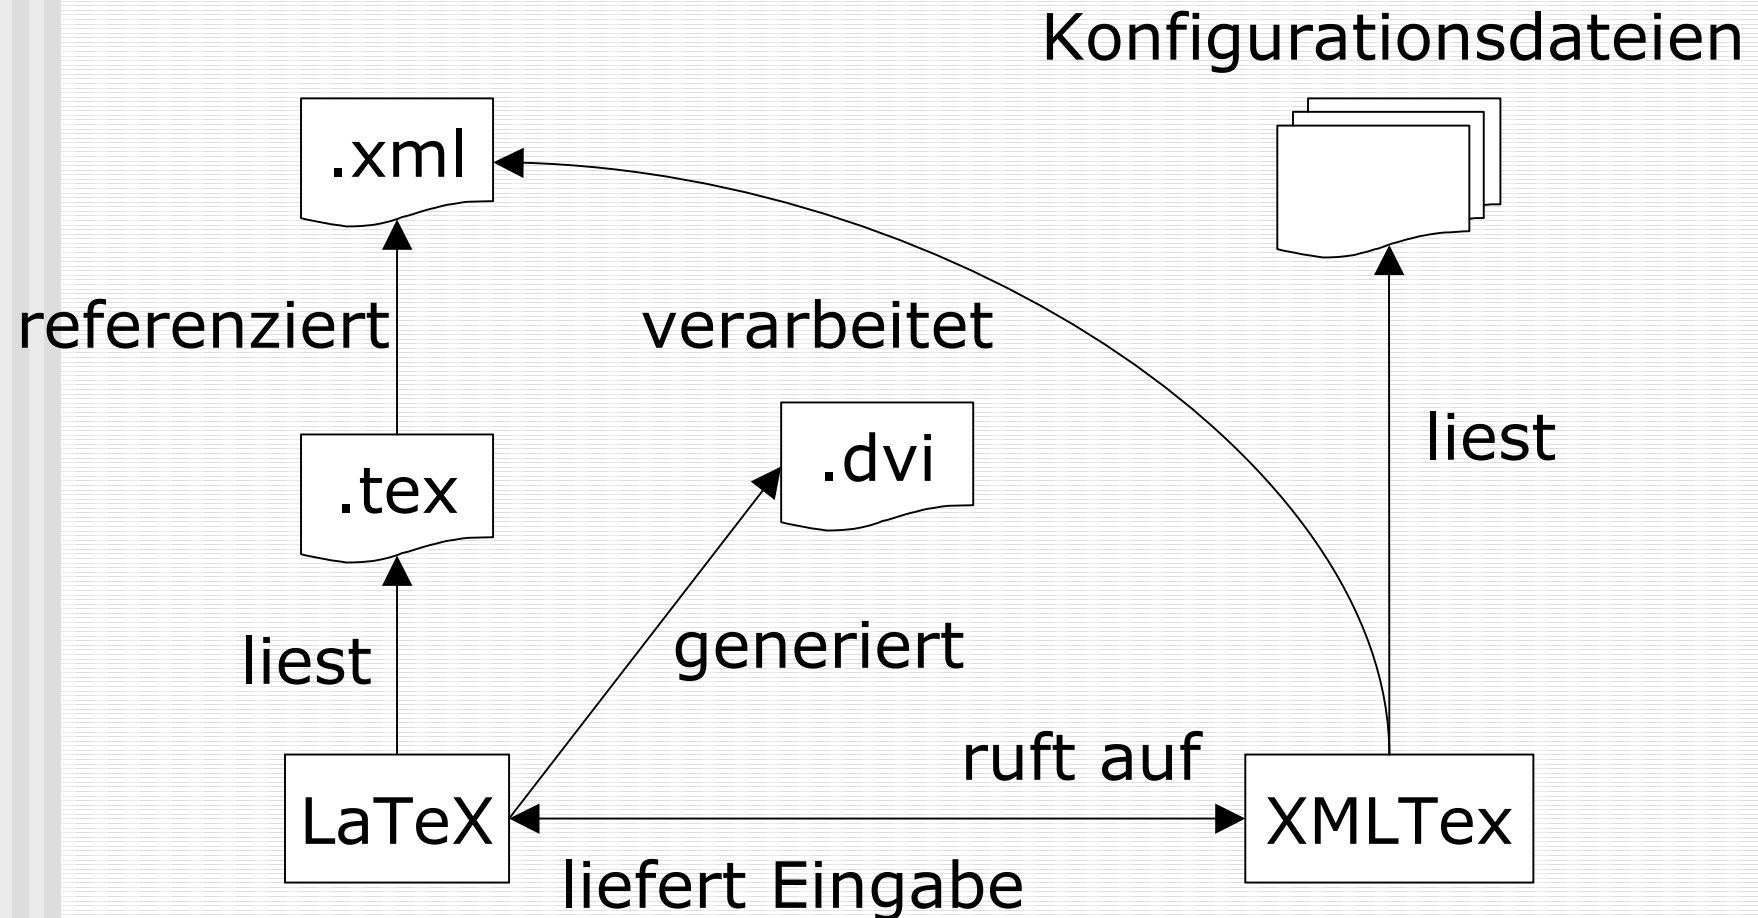 Konfigurationsdateien
.xml
referenziert
verarbeitet
liest
.dvi
.tex
generiert
liest
ruft auf
LaTeX
XMLTex
liefert Eingabe